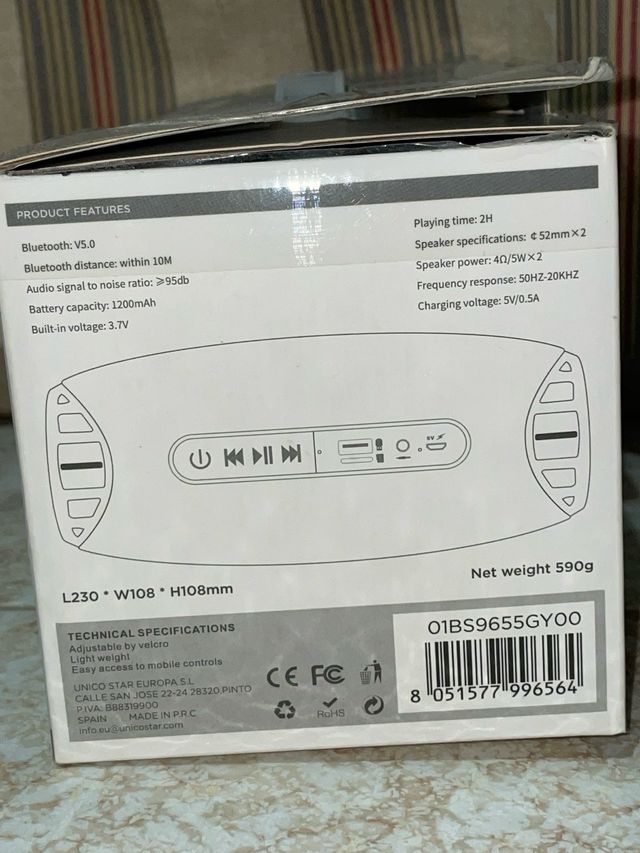 PRODUCT FEATURES
Bluetooth: V5.0
Bluetooth distance: within 10M
Audio signal to noise ratio: ⩾95db
Battery capacity: 1200mAh
Built-in voltage: 3.7V
Playing time: 2H
Speaker specifications: ¢52mm×2
Speaker power: 4Ω/5W×2
Frequency response: 50HZ-20KHZ
Charging voltage: 5V/0.5A
5V
L230 * W108 * H108mm
Net weight 590g
TECHNICAL SPECIFICATIONS
Adjustable by velcro
Light weight
Easy access to mobile controls
UNICO STAR EUROPA S.L
CALLE SAN JOSE 22-24 28320,PINTO
P.IVA: B88319900
SPAIN MADE IN P.R.C
info.eu@unicostar.com
CE FC
RoHS
01BS9655GY00
8 051577 996564